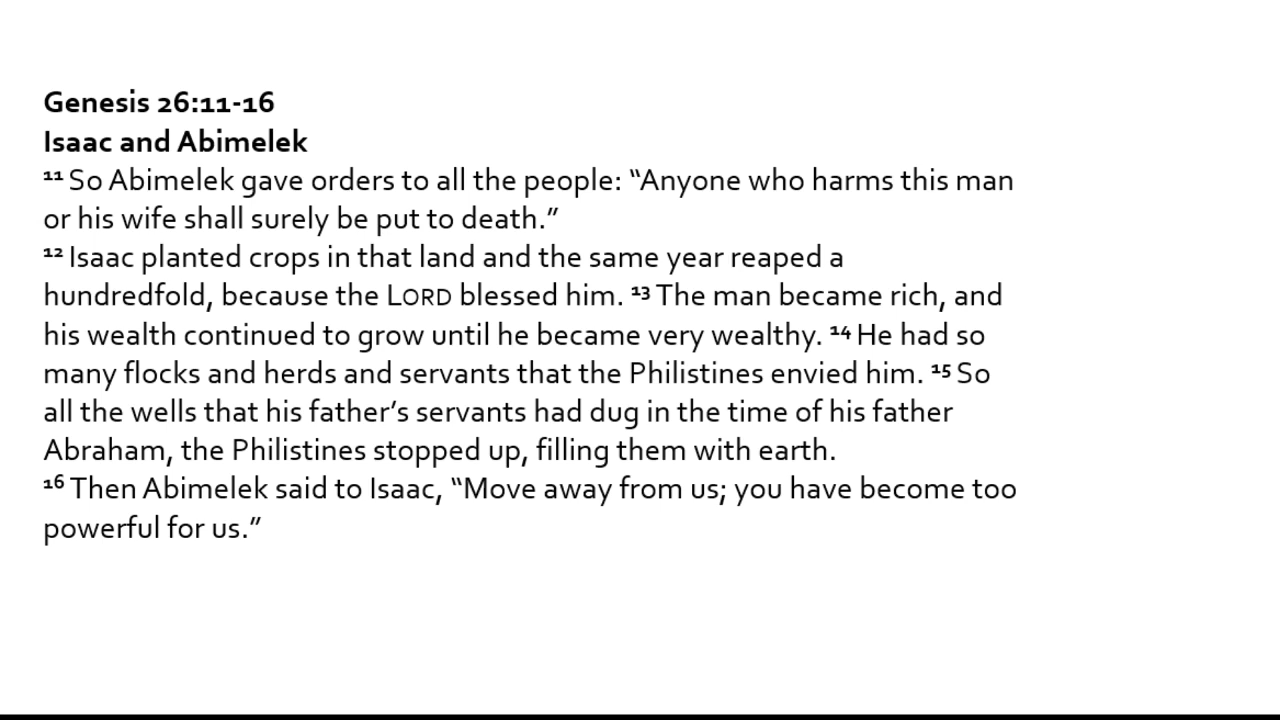 Genesis 26:11-16
Isaac and Abimelek
11 So Abimelek gave orders to all the people: “Anyone who harms this man
or his wife shall surely be put to death.”
12 Isaac planted crops in that land and the same year reaped a
hundredfold, because the LORD blessed him. 13 The man became rich, and
his wealth continued to grow until he became very wealthy. 14 He had so
many flocks and herds and servants that the Philistines envied him. 15 So
all the wells that his father’s servants had dug in the time of his father
Abraham, the Philistines stopped up, filling them with earth.
16 Then Abimelek said to Isaac, “Move away from us; you have become too
powerful for us.”